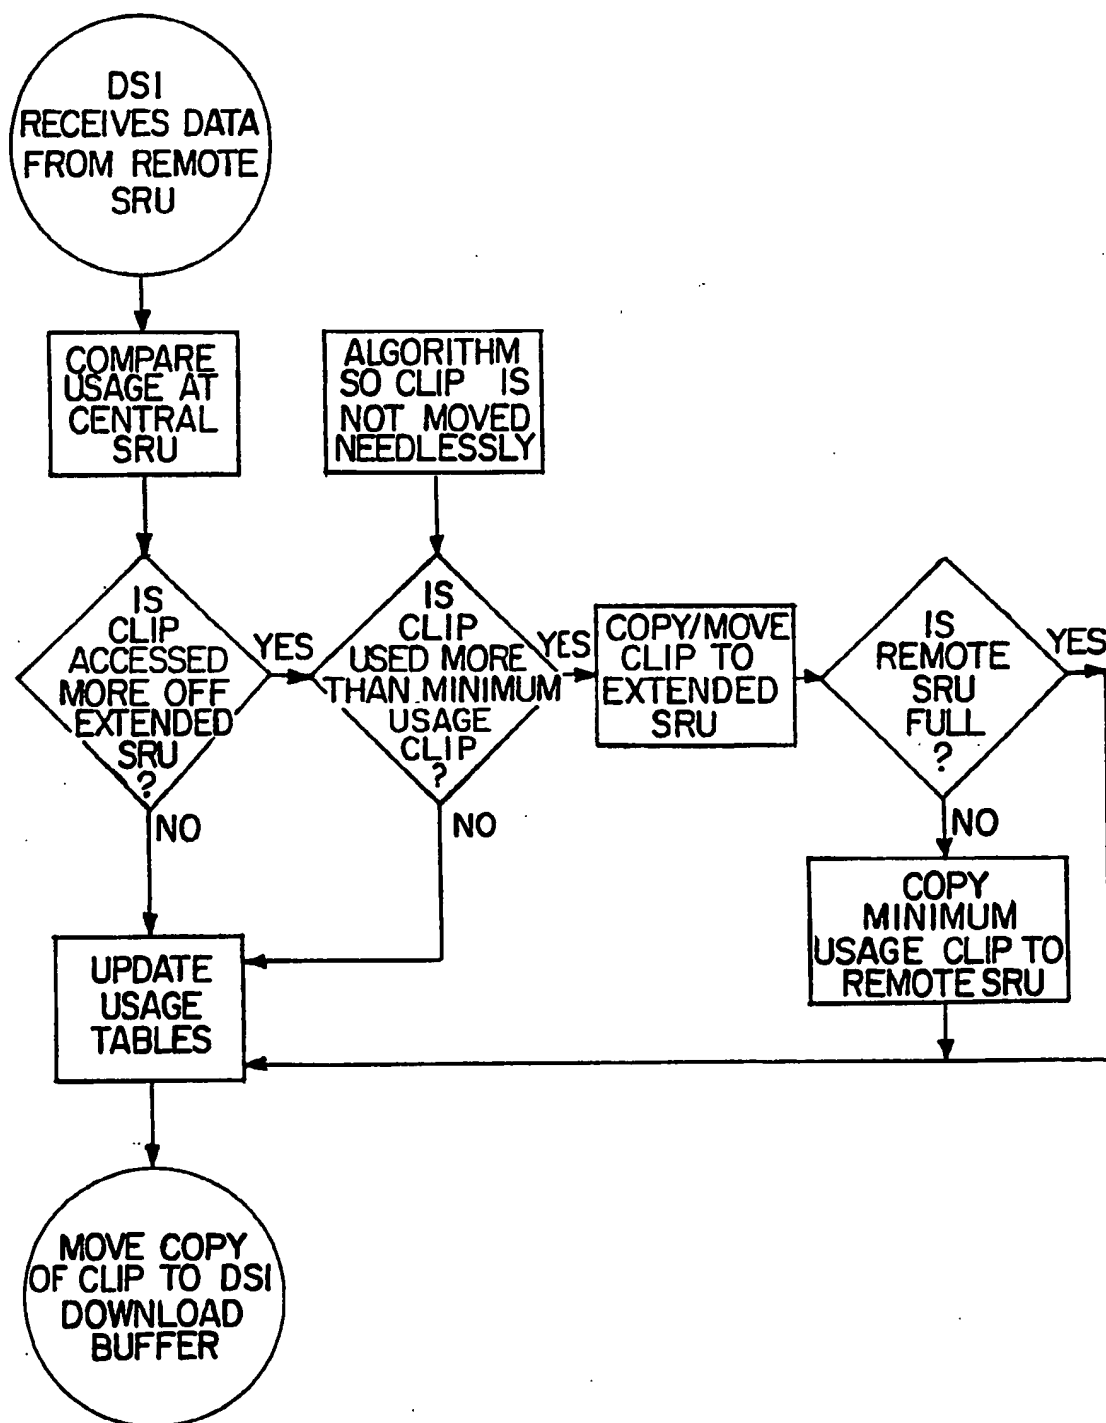 DSI
RECEIVES DATA
FROM REMOTE
SRU
COMPARE
USAGE AT
CENTRAL
SRU
ALGORITHM
SO CLIP IS
NOT MOVED
NEEDLESSLY
IS
CLIP
ACCESSED
MORE OFF
EXTENDED
SRU
?
YES
NO
IS
CLIP
USED MORE
THAN MINIMUM
USAGE
CLIP
?
YES
NO
COPY/MOVE
CLIP TO
EXTENDED
SRU
IS
REMOTE
SRU
FULL
?
YES
NO
COPY
MINIMUM
USAGE CLIP TO
REMOTE SRU
UPDATE
USAGE
TABLES
MOVE COPY
OF CLIP TO DSI
DOWNLOAD
BUFFER